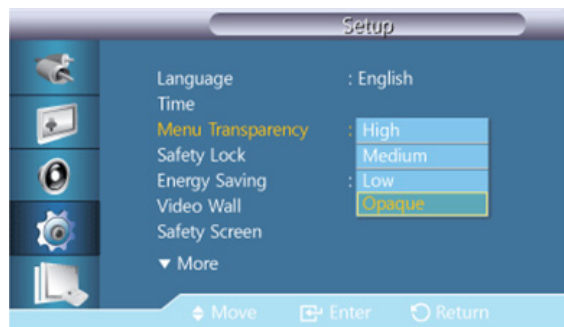 Setup
Language : English
Time
Menu Transparency : High
Medium
Safety Lock
Energy Saving : Low
Opaque
Video Wall
Safety Screen
▼ More
Move Enter Return